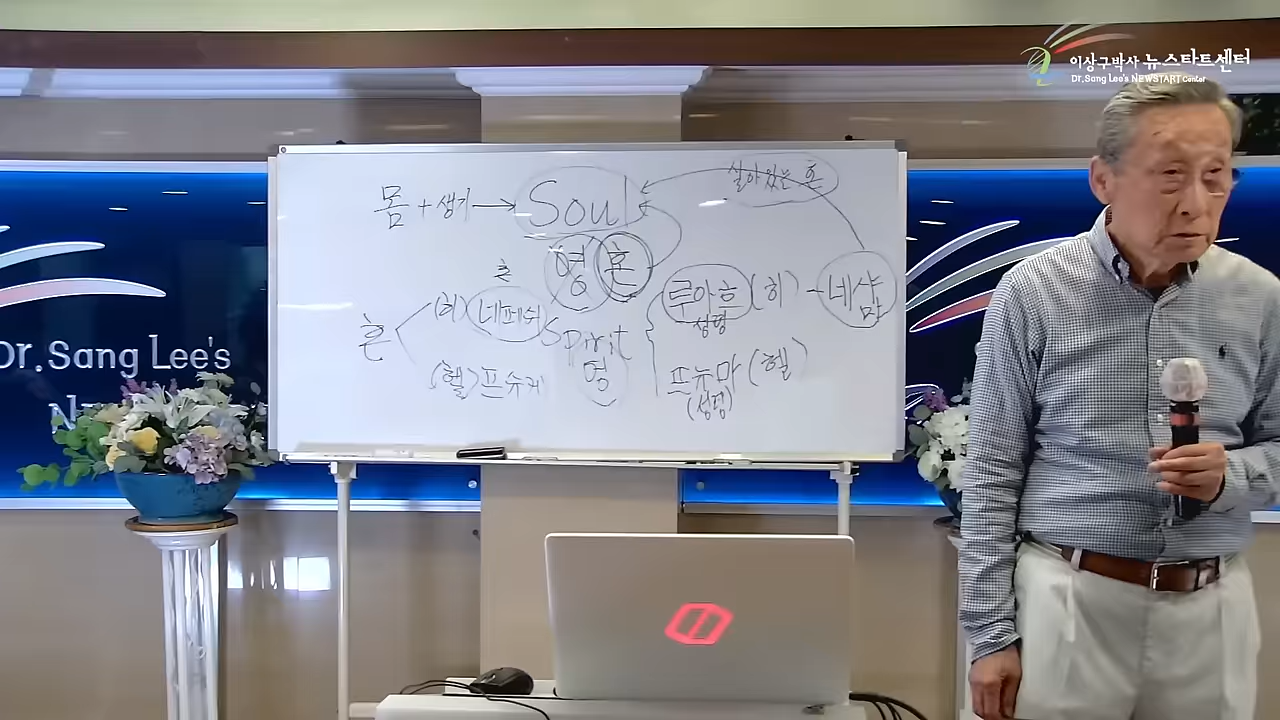 이상구박사 뉴스타트센터
Dr.Sang Lee's NEWSTART Center
몸 + 생기 → Soul
살아있는 혼
영혼
혼
(히) 네페쉬
혼
(헬) 프슈케
Spirit
영
루아흐 (히) - 네샤마
성령
프뉴마 (헬)
(성령)
Dr.Sang Lee's